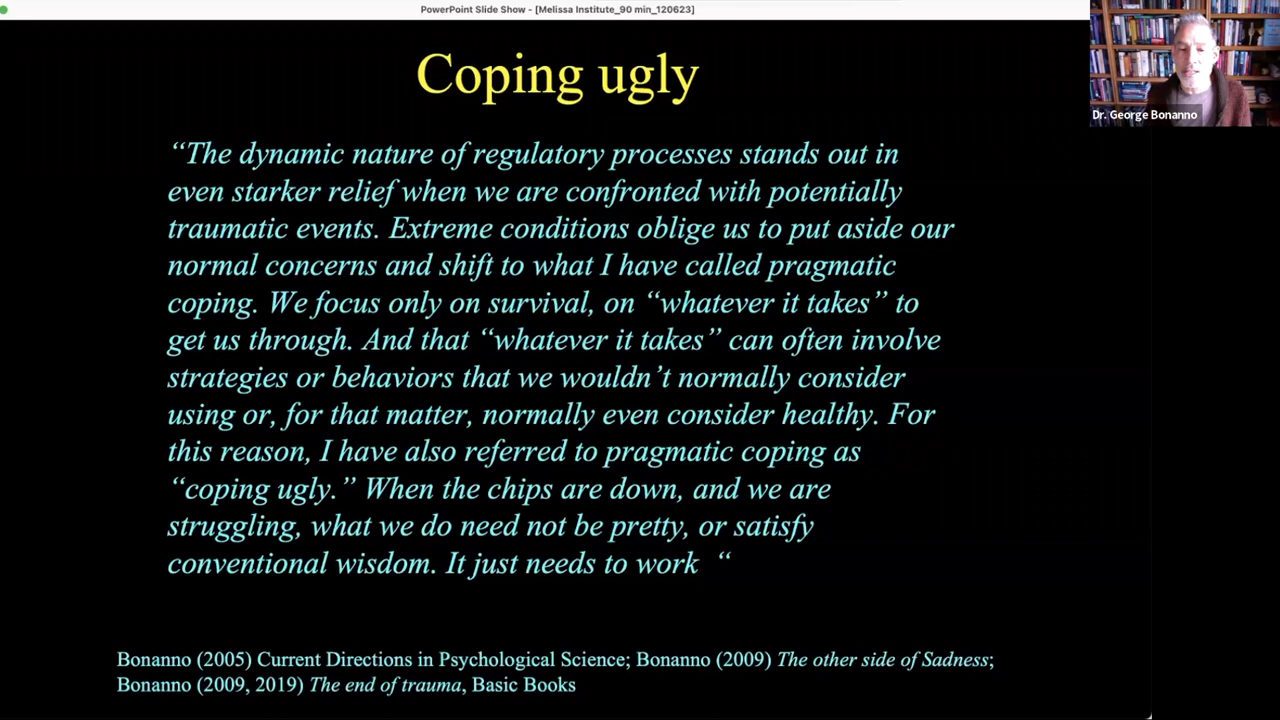 PowerPoint Slide Show - [Melissa Institute_90 min_120623]
Coping ugly
Dr. George Bonanno
“The dynamic nature of regulatory processes stands out in
even starker relief when we are confronted with potentially
traumatic events. Extreme conditions oblige us to put aside our
normal concerns and shift to what I have called pragmatic
coping. We focus only on survival, on “whatever it takes” to
get us through. And that “whatever it takes” can often involve
strategies or behaviors that we wouldn’t normally consider
using or, for that matter, normally even consider healthy. For
this reason, I have also referred to pragmatic coping as
“coping ugly.” When the chips are down, and we are
struggling, what we do need not be pretty, or satisfy
conventional wisdom. It just needs to work “
Bonanno (2005) Current Directions in Psychological Science; Bonanno (2009) The other side of Sadness;
Bonanno (2009, 2019) The end of trauma, Basic Books